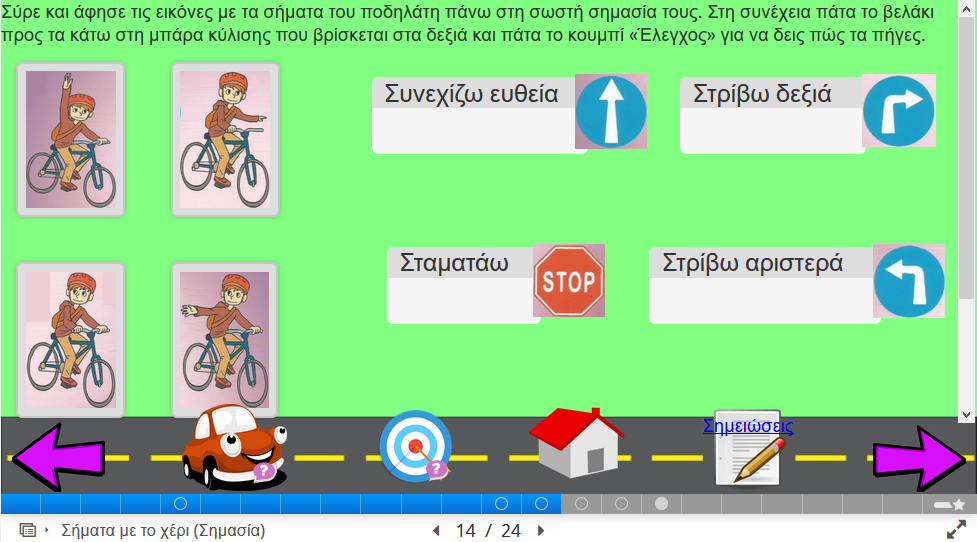 Σύρε και άφησε τις εικόνες με τα σήματα του ποδηλάτη πάνω στη σωστή σημασία τους. Στη συνέχεια πάτα το βελάκι
προς τα κάτω στη μπάρα κύλισης που βρίσκεται στα δεξιά και πάτα το κουμπί «Έλεγχος» για να δεις πώς τα πήγες.
Συνεχίζω ευθεία
Στρίβω δεξιά
Σταματάω
STOP
Στρίβω αριστερά
?
?
Σημειώσεις
Σήματα με το χέρι (Σημασία)
14 / 24